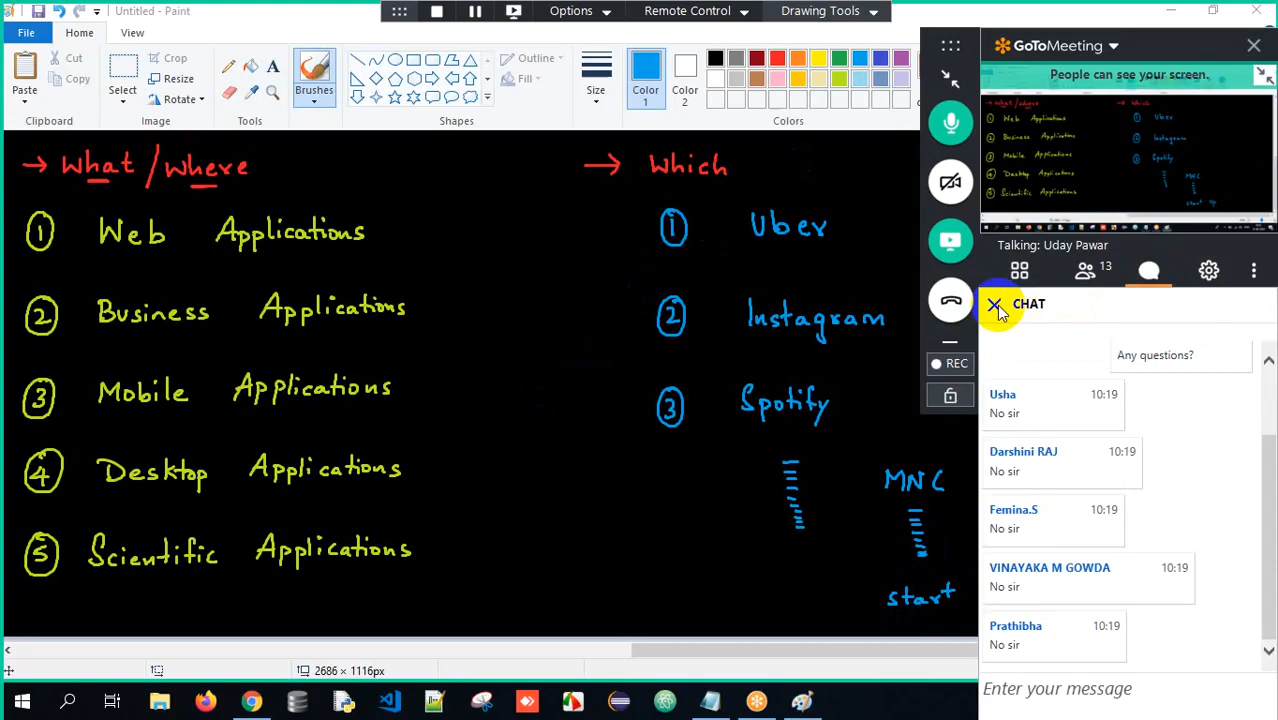 Untitled - Paint
Options
Remote Control
Drawing Tools
File
Home
View
Paste
Cut
Copy
Clipboard
Select
Crop
Resize
Rotate
Image
Tools
Brushes
Outline
Fill
Shapes
Size
Color 1
Color 2
Colors
GoToMeeting
People can see your screen.
Talking: Uday Pawar
13
REC
CHAT
Any questions?
Usha 10:19
No sir
Darshini RAJ 10:19
No sir
Femina.S 10:19
No sir
VINAYAKA M GOWDA 10:19
No sir
Prathibha 10:19
No sir
Enter your message
→ What / where
① Web Applications
② Business Applications
③ Mobile Applications
④ Desktop Applications
⑤ Scientific Applications
→ Which
① Uber
② Instagram
③ Spotify
MNC
start
2686 × 1116px